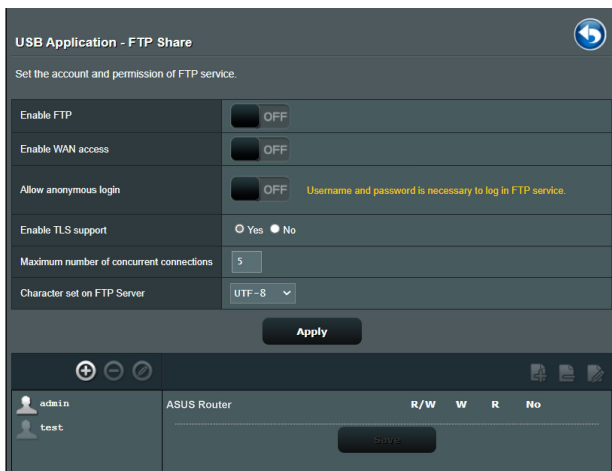 USB Application - FTP Share
Set the account and permission of FTP service.
Enable FTP OFF
Enable WAN access OFF
Allow anonymous login OFF Username and password is necessary to log in FTP service.
Enable TLS support Yes No
Maximum number of concurrent connections 5
Character set on FTP Server UTF-8
Apply
admin ASUS Router R/W W R No
test
Save